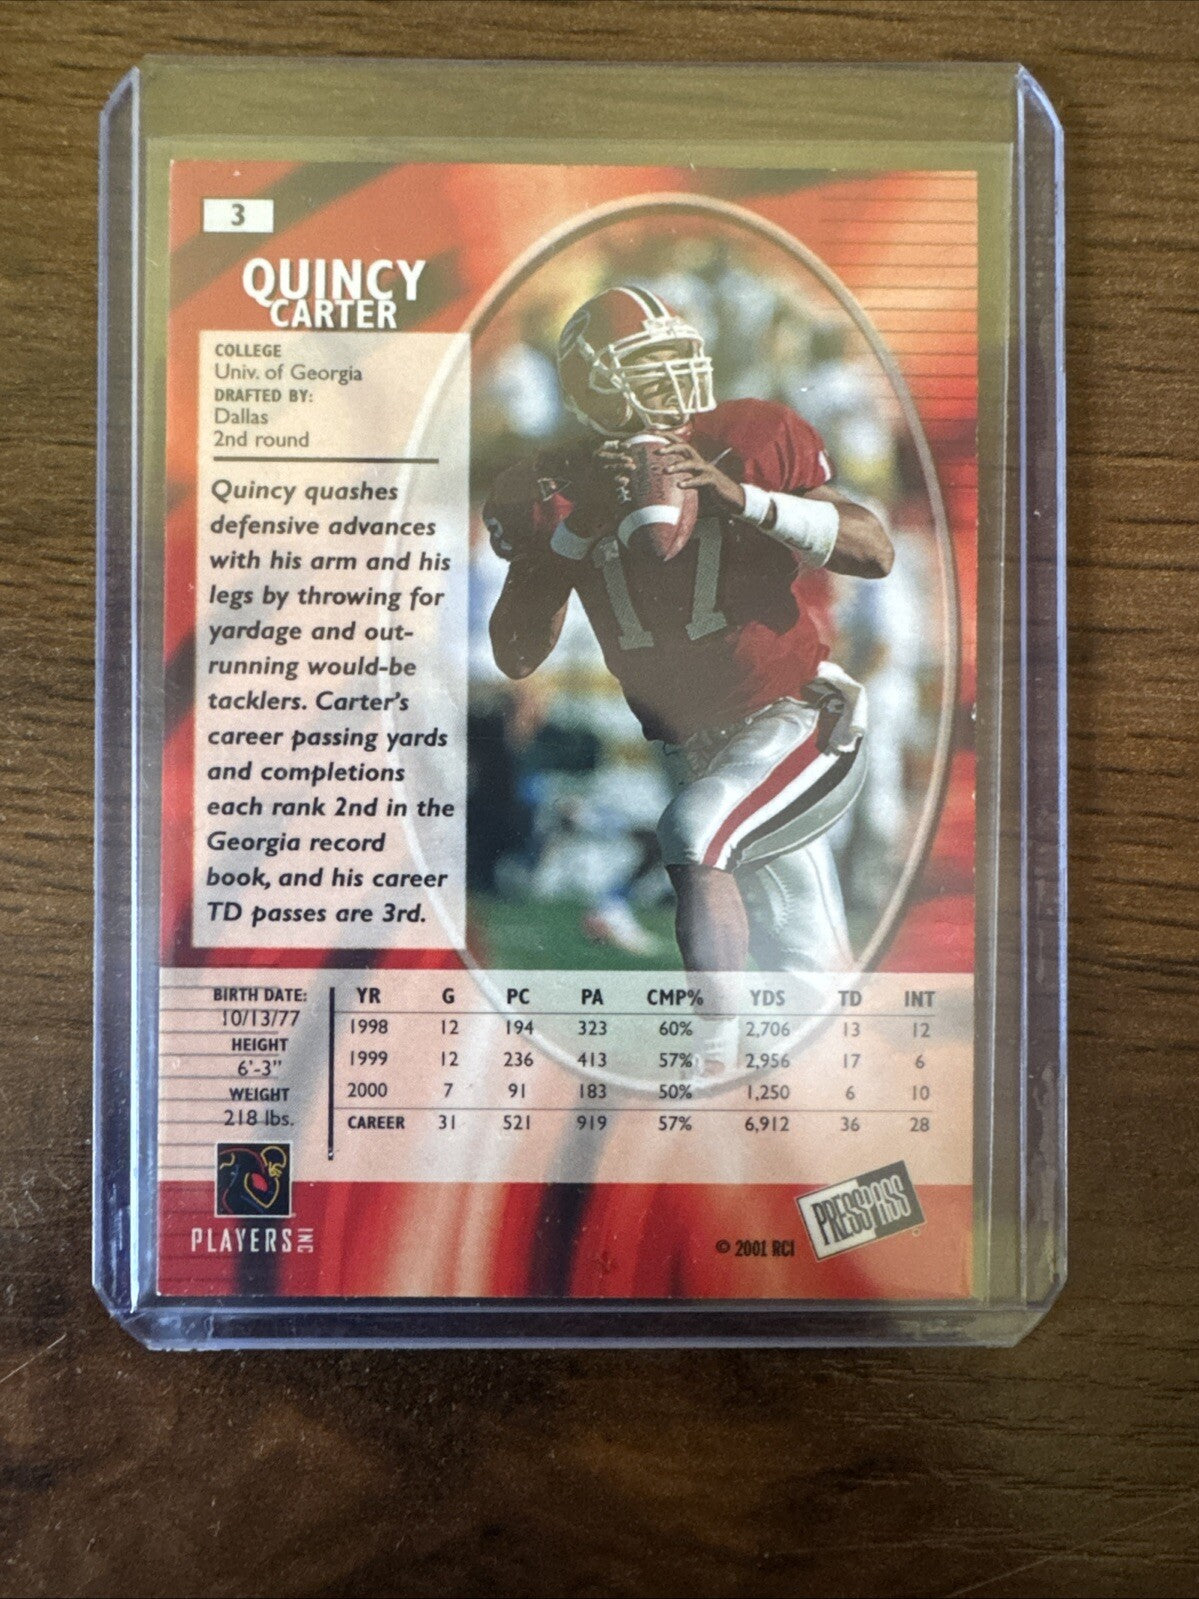 3
QUINCY
CARTER
COLLEGE
Univ. of Georgia
DRAFTED BY:
Dallas
2nd round
Quincy quashes
defensive advances
with his arm and his
legs by throwing for
yardage and out-
running would-be
tacklers. Carter's
career passing yards
and completions
each rank 2nd in the
Georgia record
book, and his career
TD passes are 3rd.
17
BIRTH DATE:
10/13/77
HEIGHT
6'-3"
WEIGHT
218 lbs.
YR G PC PA CMP% YDS TD INT
1998 12 194 323 60% 2,706 13 12
1999 12 236 413 57% 2,956 17 6
2000 7 91 183 50% 1,250 6 10
CAREER 31 521 919 57% 6,912 36 28
PLAYERS INC
© 2001 RCI
PRESS PASS